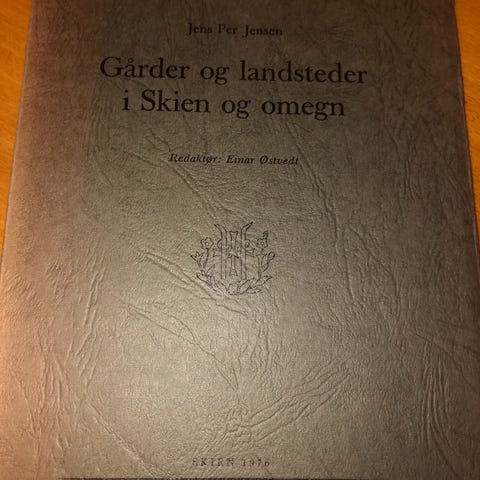 Jens Per Jensen
Gårder og landsteder
i Skien og omegn
Redaktør: Einar Østvedt
SKIEN 1976